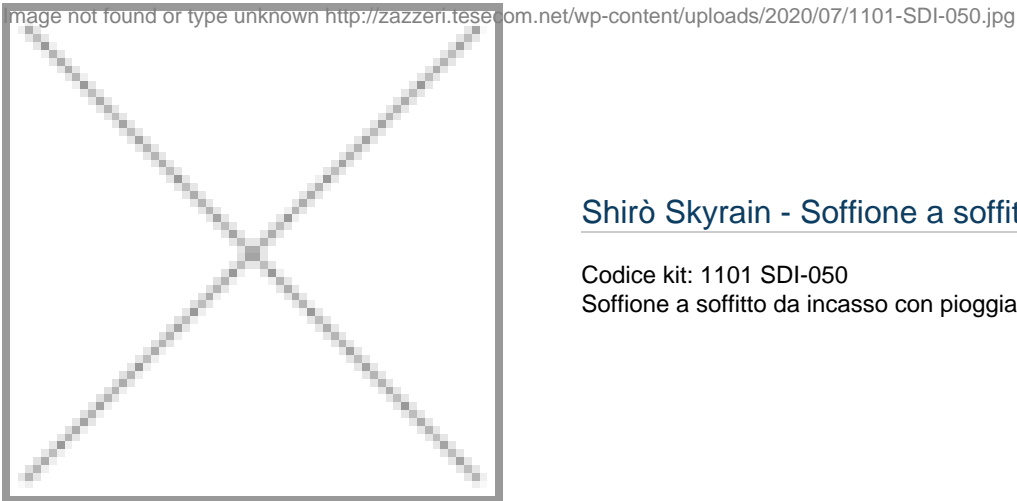 Image not found or type unknown http://zazzeri.tesecom.net/wp-content/uploads/2020/07/1101-SDI-050.jpg
Shirò Skyrain - Soffione a soffit
Codice kit: 1101 SDI-050
Soffione a soffitto da incasso con pioggia